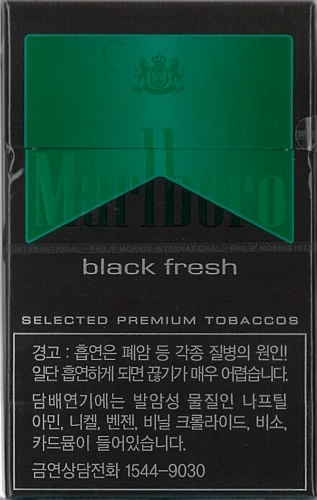 Marlboro
INTERNATIONAL · PHILIP MORRIS INTERNATIONAL · PHILIP MORRIS INTERN
black fresh
SELECTED PREMIUM TOBACCOS
경고 : 흡연은 폐암 등 각종 질병의 원인!
일단 흡연하게 되면 끊기가 매우 어렵습니다.
담배연기에는 발암성 물질인 나프틸
아민, 니켈, 벤젠, 비닐 크롤라이드, 비소,
카드뮴이 들어있습니다.
금연상담전화 1544-9030